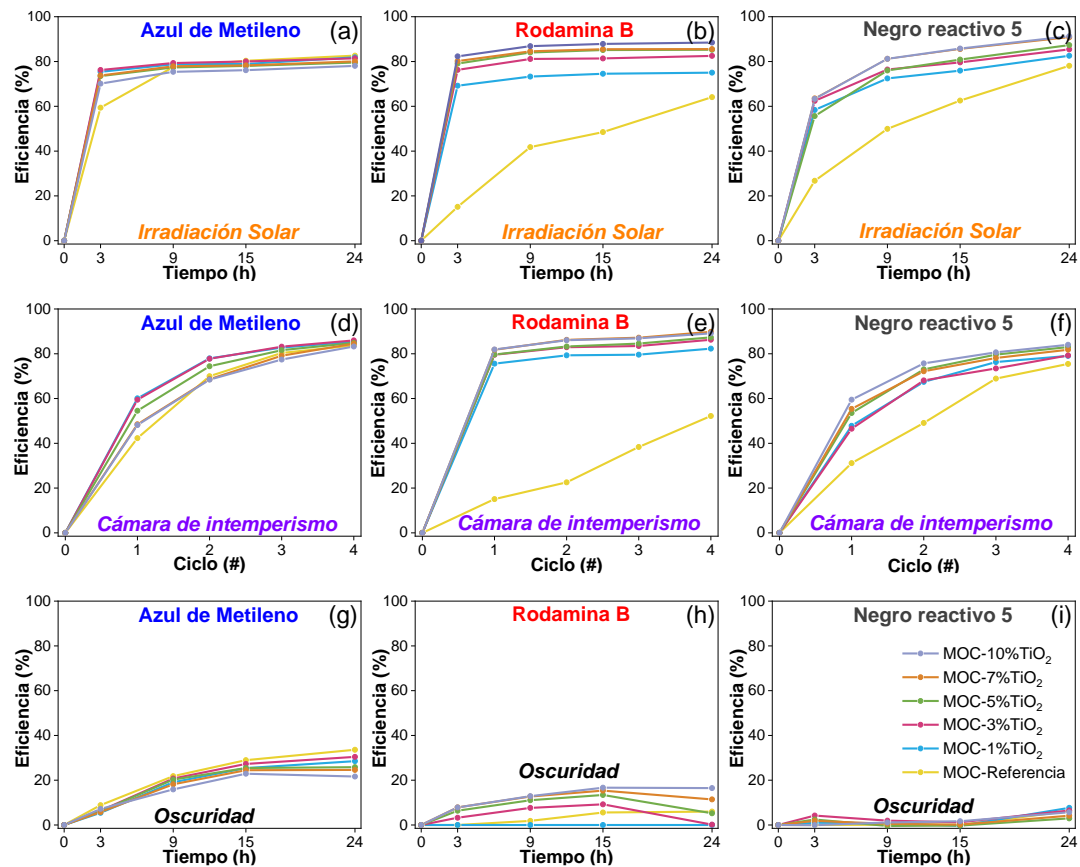 Azul de Metileno
(a)
Eficiencia (%)
100
80
60
40
20
0
Irradiación Solar
0 3 9 15 24
Tiempo (h)
Rodamina B
(b)
Eficiencia (%)
100
80
60
40
20
0
Irradiación Solar
0 3 9 15 24
Tiempo (h)
Negro reactivo 5
(c)
Eficiencia (%)
100
80
60
40
20
0
Irradiación Solar
0 3 9 15 24
Tiempo (h)
Azul de Metileno
(d)
Eficiencia (%)
100
80
60
40
20
0
Cámara de intemperismo
0 1 2 3 4
Ciclo (#)
Rodamina B
(e)
Eficiencia (%)
100
80
60
40
20
0
Cámara de intemperismo
0 1 2 3 4
Ciclo (#)
Negro reactivo 5
(f)
Eficiencia (%)
100
80
60
40
20
0
Cámara de intemperismo
0 1 2 3 4
Ciclo (#)
Azul de Metileno
(g)
Eficiencia (%)
100
80
60
40
20
0
Oscuridad
0 3 9 15 24
Tiempo (h)
Rodamina B
(h)
Eficiencia (%)
100
80
60
40
20
0
Oscuridad
0 3 9 15 24
Tiempo (h)
Negro reactivo 5
(i)
Eficiencia (%)
100
80
60
40
20
0
MOC-10%TiO₂
MOC-7%TiO₂
MOC-5%TiO₂
MOC-3%TiO₂
MOC-1%TiO₂
MOC-Referencia
Oscuridad
0 3 9 15 24
Tiempo (h)